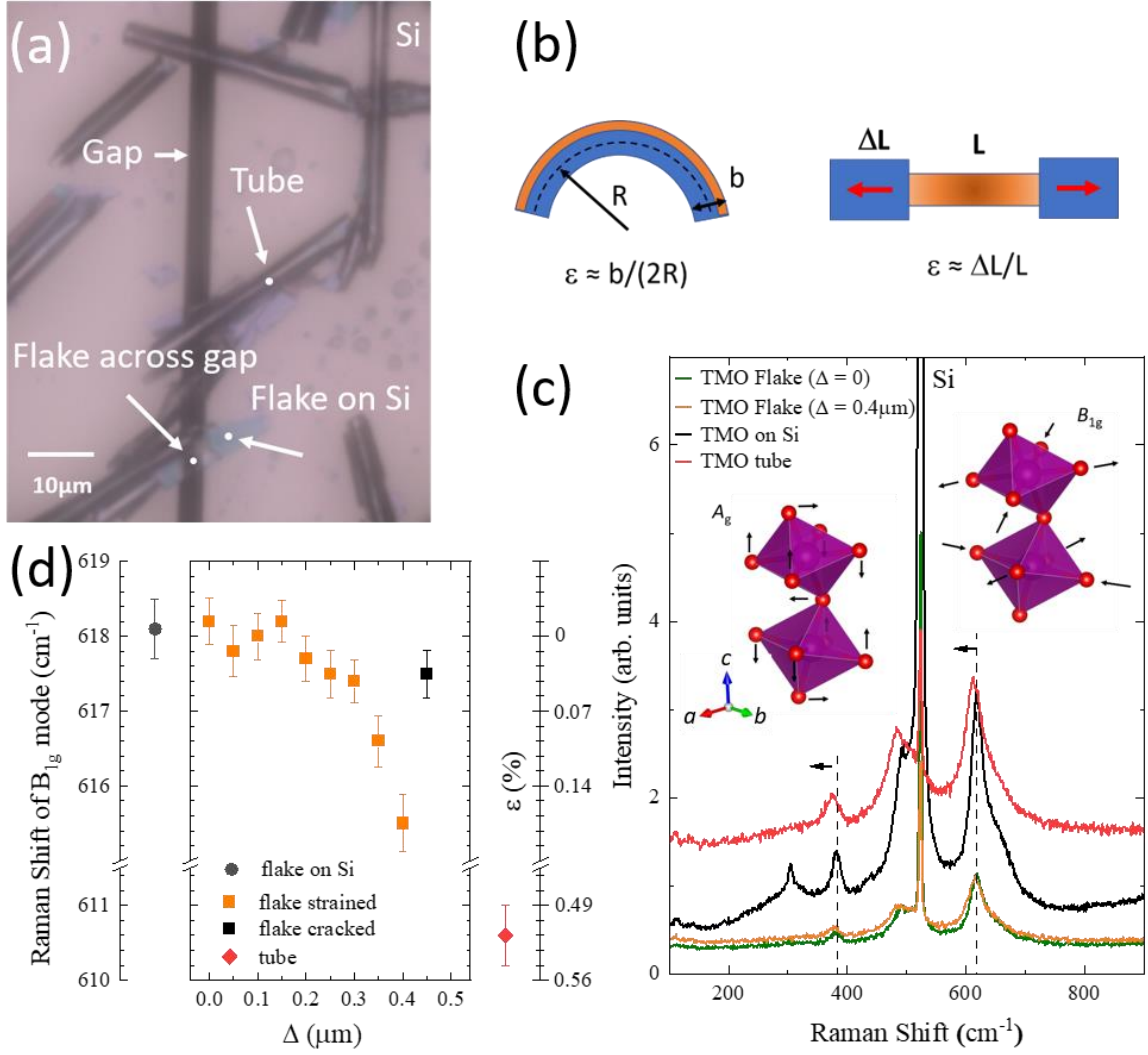 (a)
Si
Gap
Tube
Flake across gap
Flake on Si
10μm
(b)
R
b
ε ≈ b/(2R)
ΔL
L
ε ≈ ΔL/L
(c)
TMO Flake (Δ = 0)
TMO Flake (Δ = 0.4μm)
TMO on Si
TMO tube
Si
B1g
Ag
c
a
b
6
4
2
0
Intensity (arb. units)
200
400
600
800
Raman Shift (cm-1)
(d)
619
618
617
616
611
610
Raman Shift of B1g mode (cm-1)
0
0.07
0.14
0.49
0.56
ε (%)
flake on Si
flake strained
flake cracked
tube
0.0
0.1
0.2
0.3
0.4
0.5
Δ (μm)